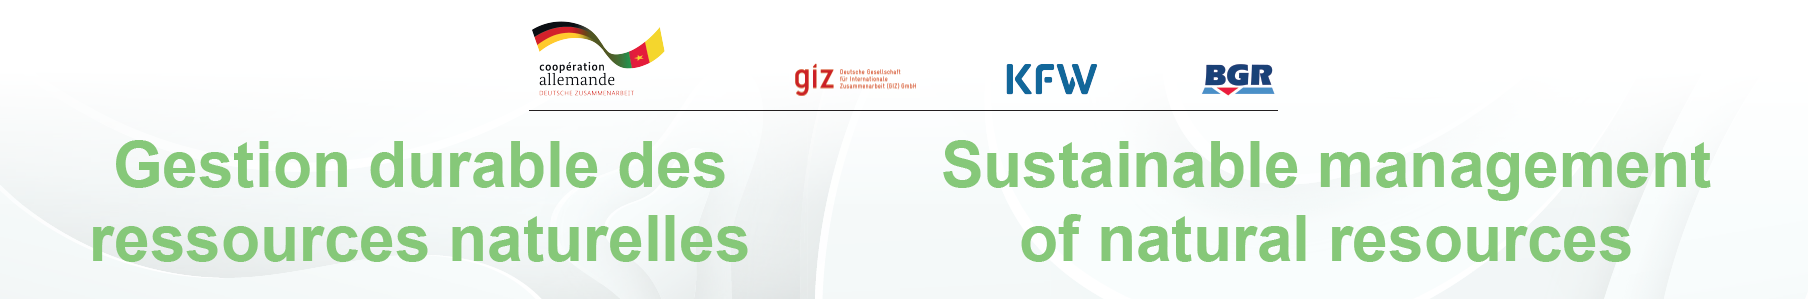 coopération
allemande
DEUTSCHE ZUSAMMENARBEIT
giz
Deutsche Gesellschaft
für Internationale
Zusammenarbeit (GIZ) GmbH
KFW
BGR
Gestion durable des
ressources naturelles
Sustainable management
of natural resources